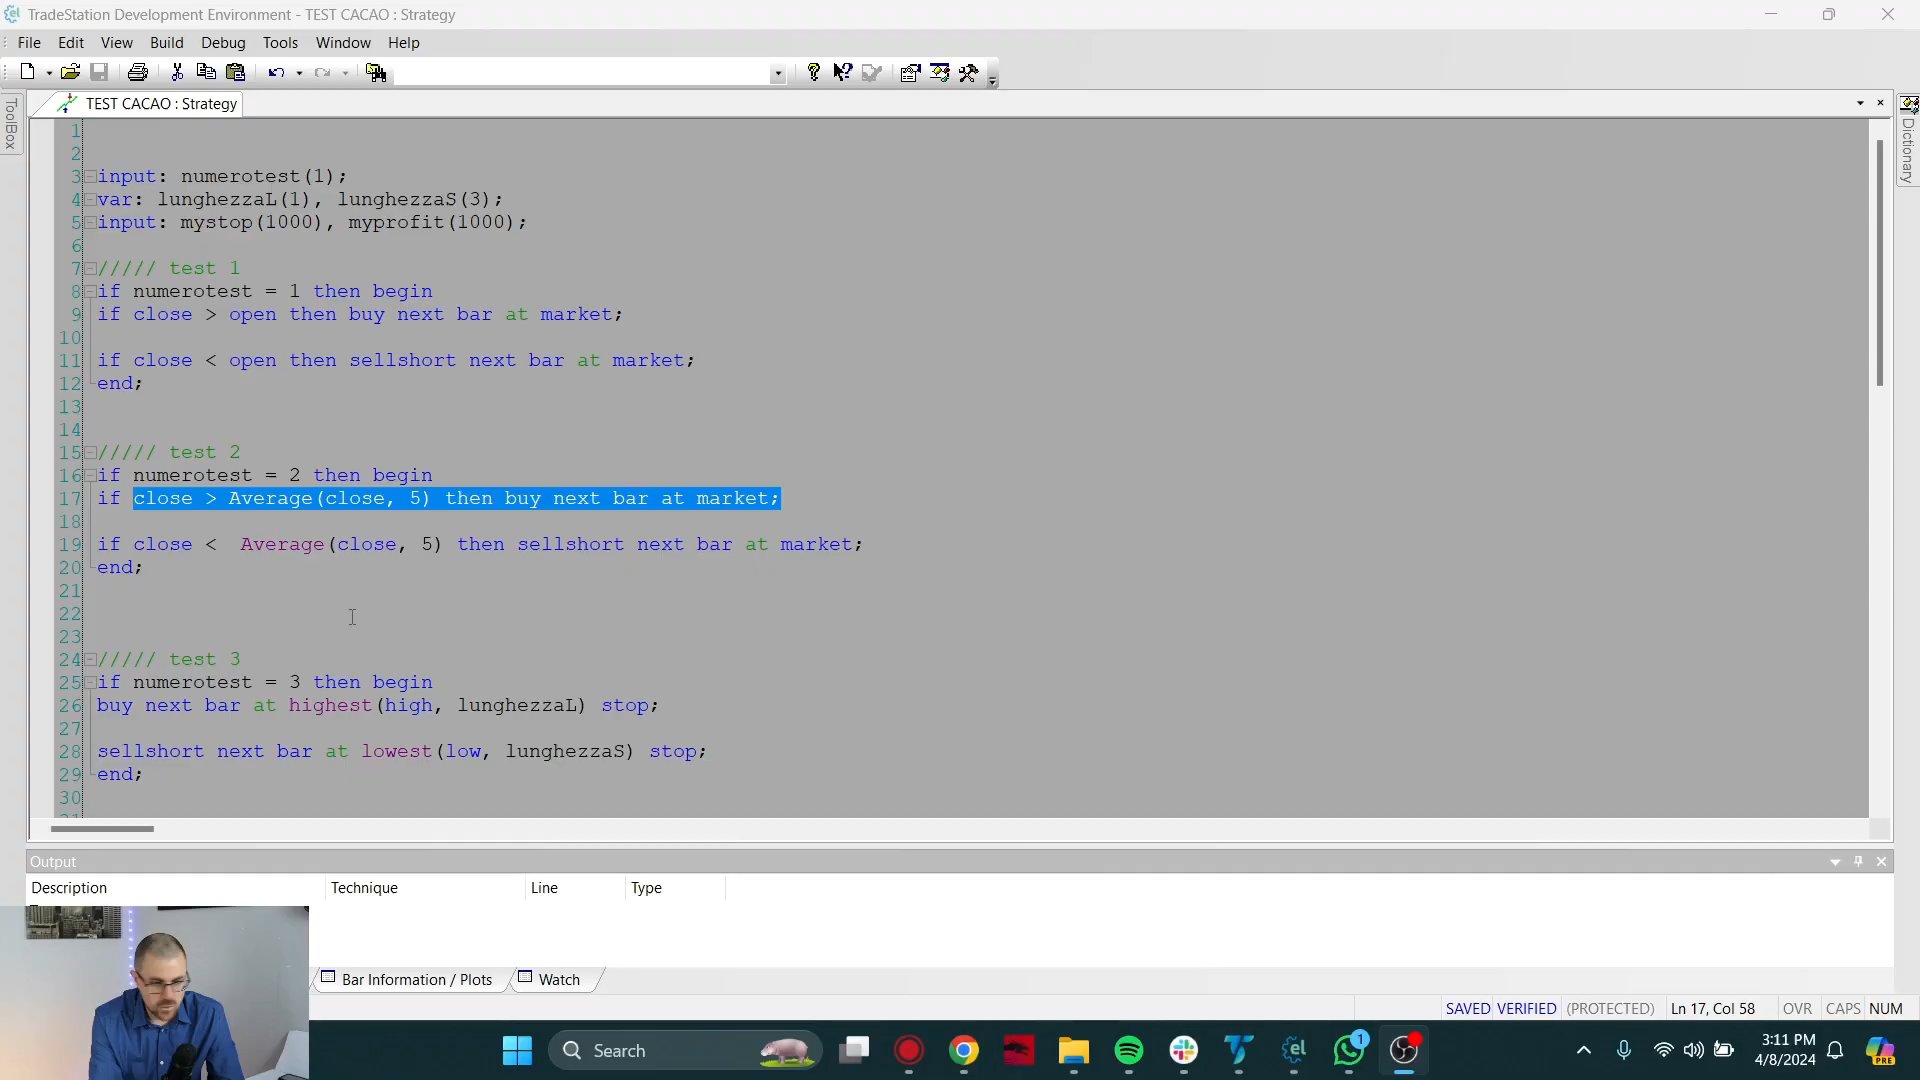 TradeStation Development Environment - TEST CACAO : Strategy
File Edit View Build Debug Tools Window Help
ToolBox
TEST CACAO : Strategy
Dictionary
1
2
3 input: numerotest(1);
4 var: lunghezzaL(1), lunghezzaS(3);
5 input: mystop(1000), myprofit(1000);
6
7 ///// test 1
8 if numerotest = 1 then begin
9 if close > open then buy next bar at market;
10
11 if close < open then sellshort next bar at market;
12 end;
13
14
15 ///// test 2
16 if numerotest = 2 then begin
17 if close > Average(close, 5) then buy next bar at market;
18
19 if close <  Average(close, 5) then sellshort next bar at market;
20 end;
21
22
23
24 ///// test 3
25 if numerotest = 3 then begin
26 buy next bar at highest(high, lunghezzaL) stop;
27
28 sellshort next bar at lowest(low, lunghezzaS) stop;
29 end;
30
Output
Description Technique Line Type
Bar Information / Plots Watch
SAVED VERIFIED (PROTECTED) Ln 17, Col 58 OVR CAPS NUM
Search
1
3:11 PM
4/8/2024
PRE